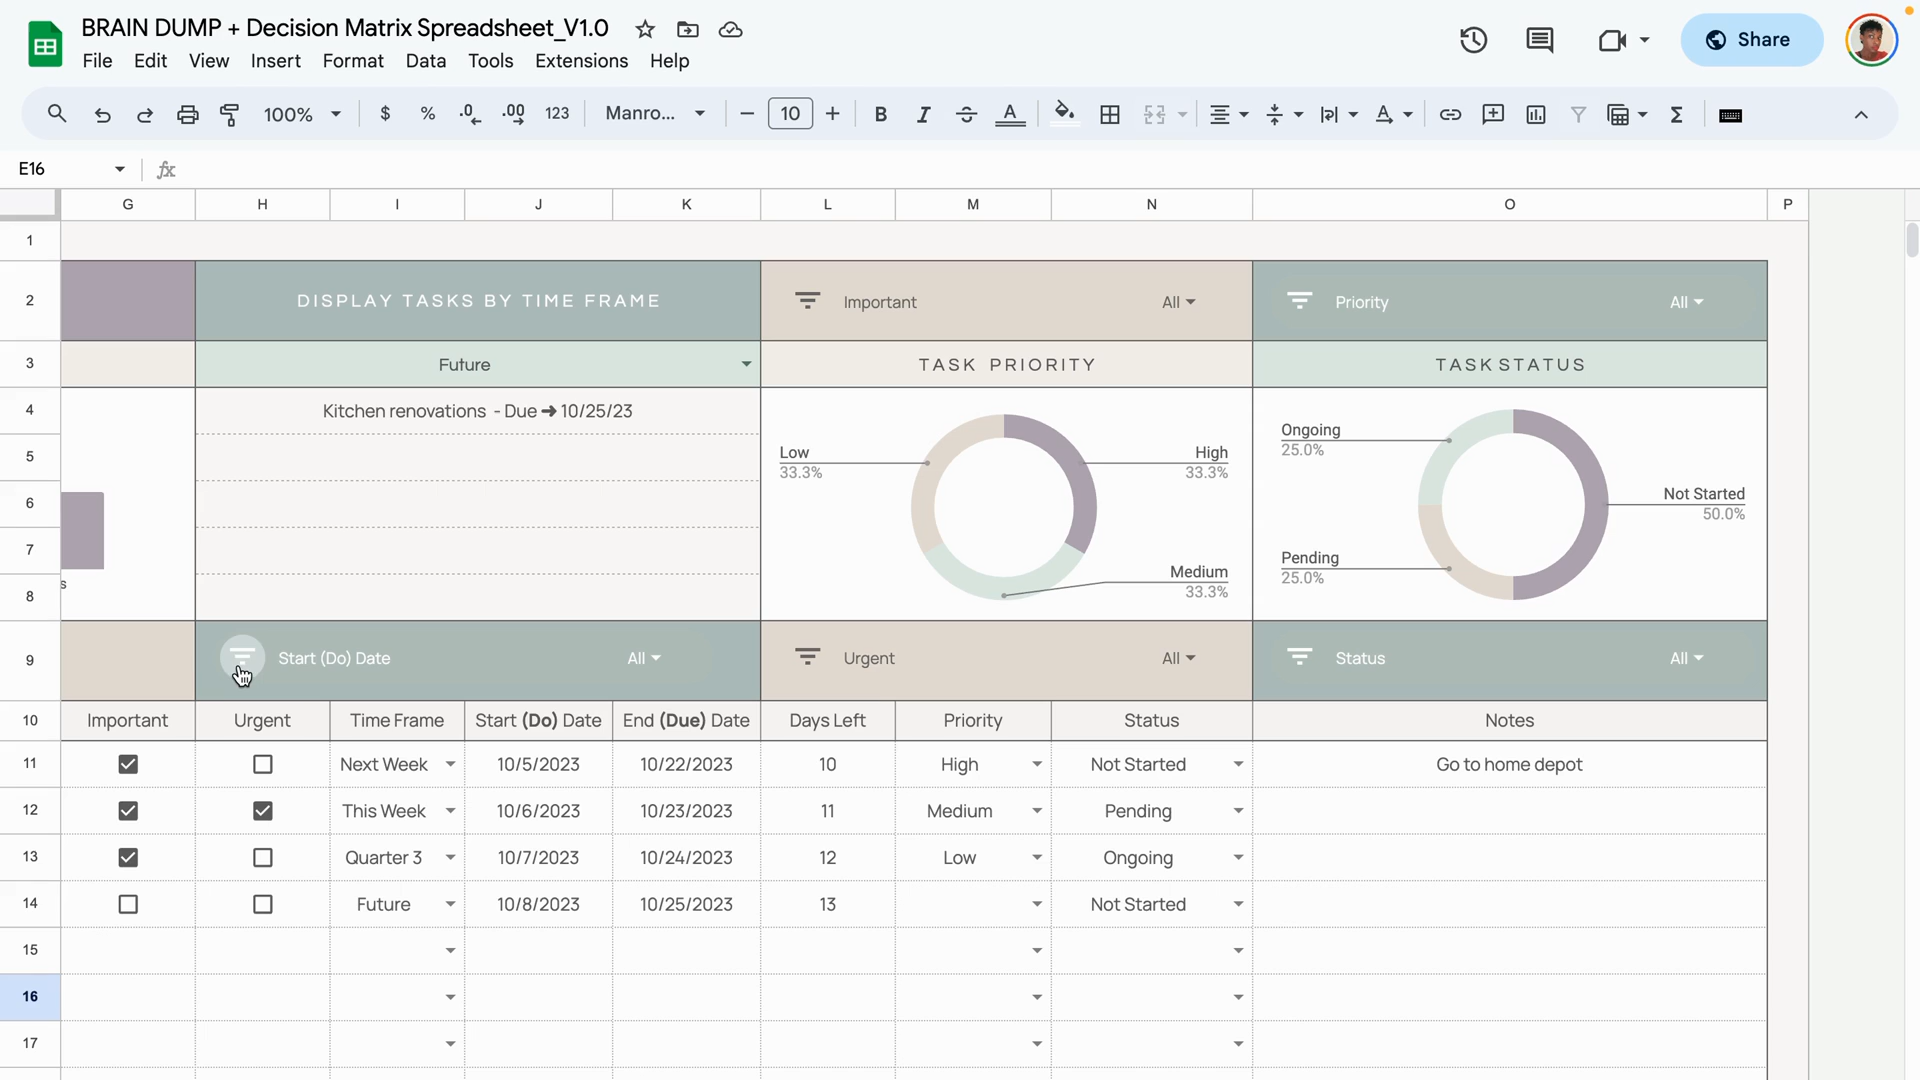 BRAIN DUMP + Decision Matrix Spreadsheet_V1.0
File Edit View Insert Format Data Tools Extensions Help
Share
100% $ % .0 .00 123 Manro... 10 B I A
E16 fx
G H I J K L M N O P
1
2 DISPLAY TASKS BY TIME FRAME Important All Priority All
3 Future TASK PRIORITY TASK STATUS
4 Kitchen renovations - Due ➜ 10/25/23
5
6
7
8
s
Low
33.3%
High
33.3%
Medium
33.3%
Ongoing
25.0%
Not Started
50.0%
Pending
25.0%
9 Start (Do) Date All Urgent All Status All
10 Important Urgent Time Frame Start (Do) Date End (Due) Date Days Left Priority Status Notes
11 Next Week 10/5/2023 10/22/2023 10 High Not Started Go to home depot
12 This Week 10/6/2023 10/23/2023 11 Medium Pending
13 Quarter 3 10/7/2023 10/24/2023 12 Low Ongoing
14 Future 10/8/2023 10/25/2023 13 Not Started
15
16
17